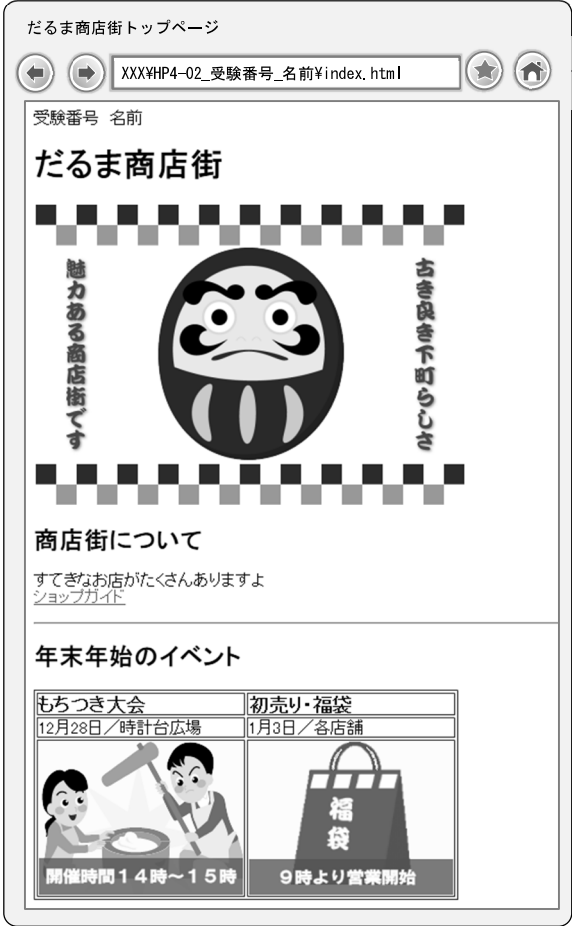 だるま商店街トップページ
XXX¥HP4-02_受験番号_名前¥index.html
受験番号 名前
だるま商店街
古き良き下町らしさ
魅力ある商店街です
商店街について
すてきなお店がたくさんありますよ
ショップガイド
年末年始のイベント
もちつき大会
初売り・福袋
12月28日／時計台広場
1月3日／各店舗
開催時間１４時～１５時
福袋
９時より営業開始